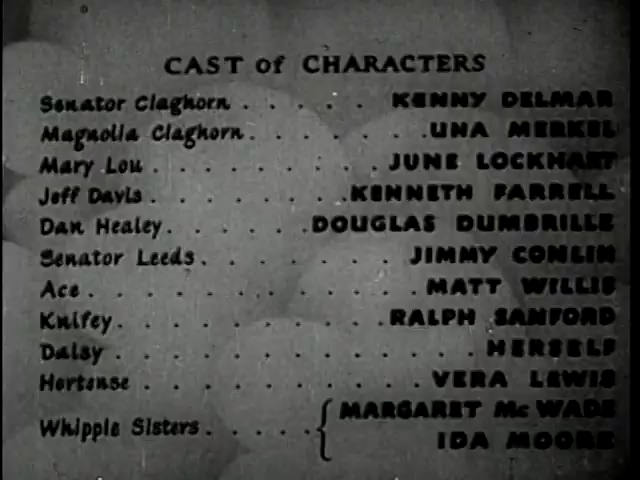 CAST of CHARACTERS
Senator Claghorn . . . . . KENNY DELMAR
Magnolia Claghorn . . . . . . . UNA MERKEL
Mary Lou . . . . . . . . JUNE LOCKHART
Jeff Davis . . . . . . . . KENNETH FARRELL
Dan Healey . . . . . . DOUGLAS DUMBRILLE
Senator Leeds . . . . . . . JIMMY CONLIN
Ace . . . . . . . . . . . . MATT WILLIS
Knifey . . . . . . . . . . RALPH SANFORD
Daisy . . . . . . . . . . . . . HERSELF
Hortense . . . . . . . . . . VERA LEWIS
Whipple Sisters . . . . . { MARGARET McWADE
IDA MOORE